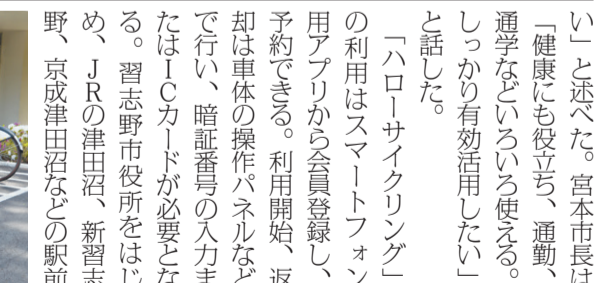 い」と述べた。宮本市長は
「健康にも役立ち、通勤、
通学などいろいろ使える。
しっかり有効活用したい」
と話した。
「ハローサイクリング」
の利用はスマートフォン
用アプリから会員登録し、
予約できる。利用開始、返
却は車体の操作パネルなど
で行い、暗証番号の入力ま
たはＩＣカードが必要とな
る。習志野市役所をはじ
め、ＪＲの津田沼、新習志
野、京成津田沼などの駅前